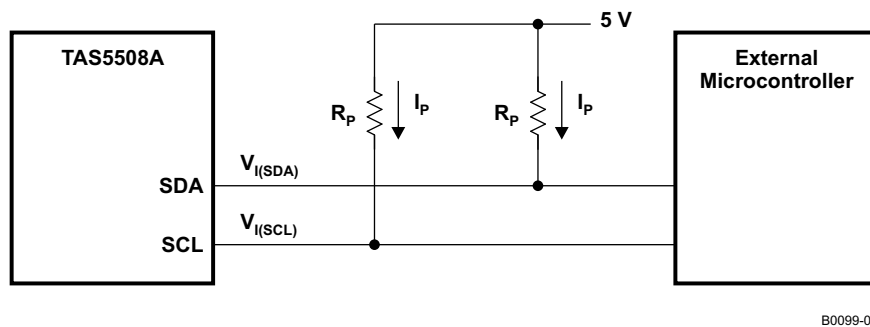 5 V
TAS5508A
External
Microcontroller
RP
IP
RP
IP
VI(SDA)
SDA
VI(SCL)
SCL
B0099-0